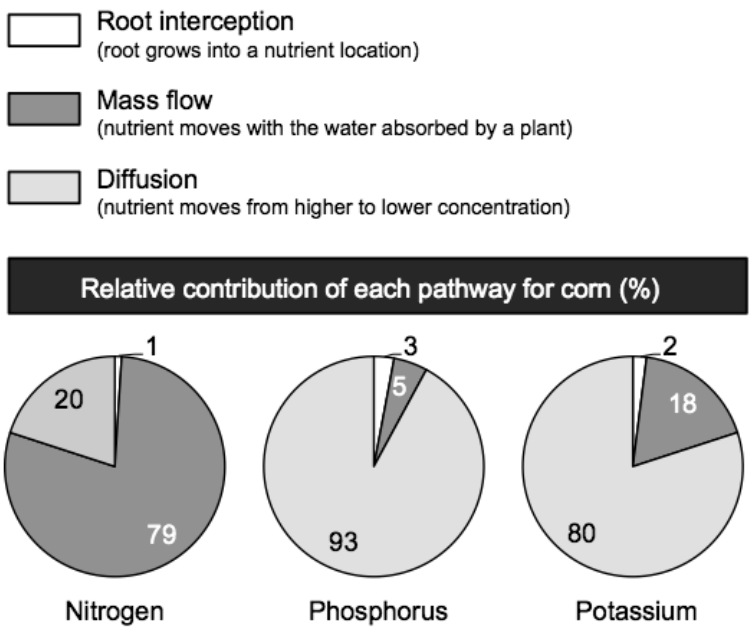 Root interception
(root grows into a nutrient location)
Mass flow
(nutrient moves with the water absorbed by a plant)
Diffusion
(nutrient moves from higher to lower concentration)
Relative contribution of each pathway for corn (%)
1
20
79
3
5
93
2
18
80
Nitrogen
Phosphorus
Potassium